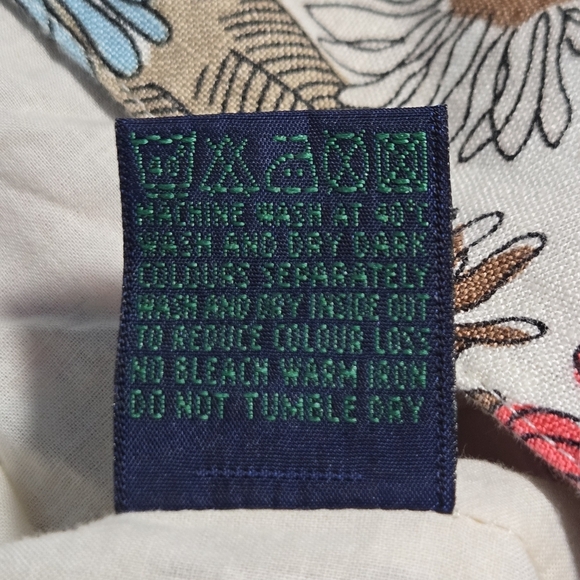 40
MACHINE WASH AT 40°C
WASH AND DRY DARK
COLOURS SEPARATELY
WASH AND DRY INSIDE OUT
TO REDUCE COLOUR LOSS
NO BLEACH WARM IRON
DO NOT TUMBLE DRY